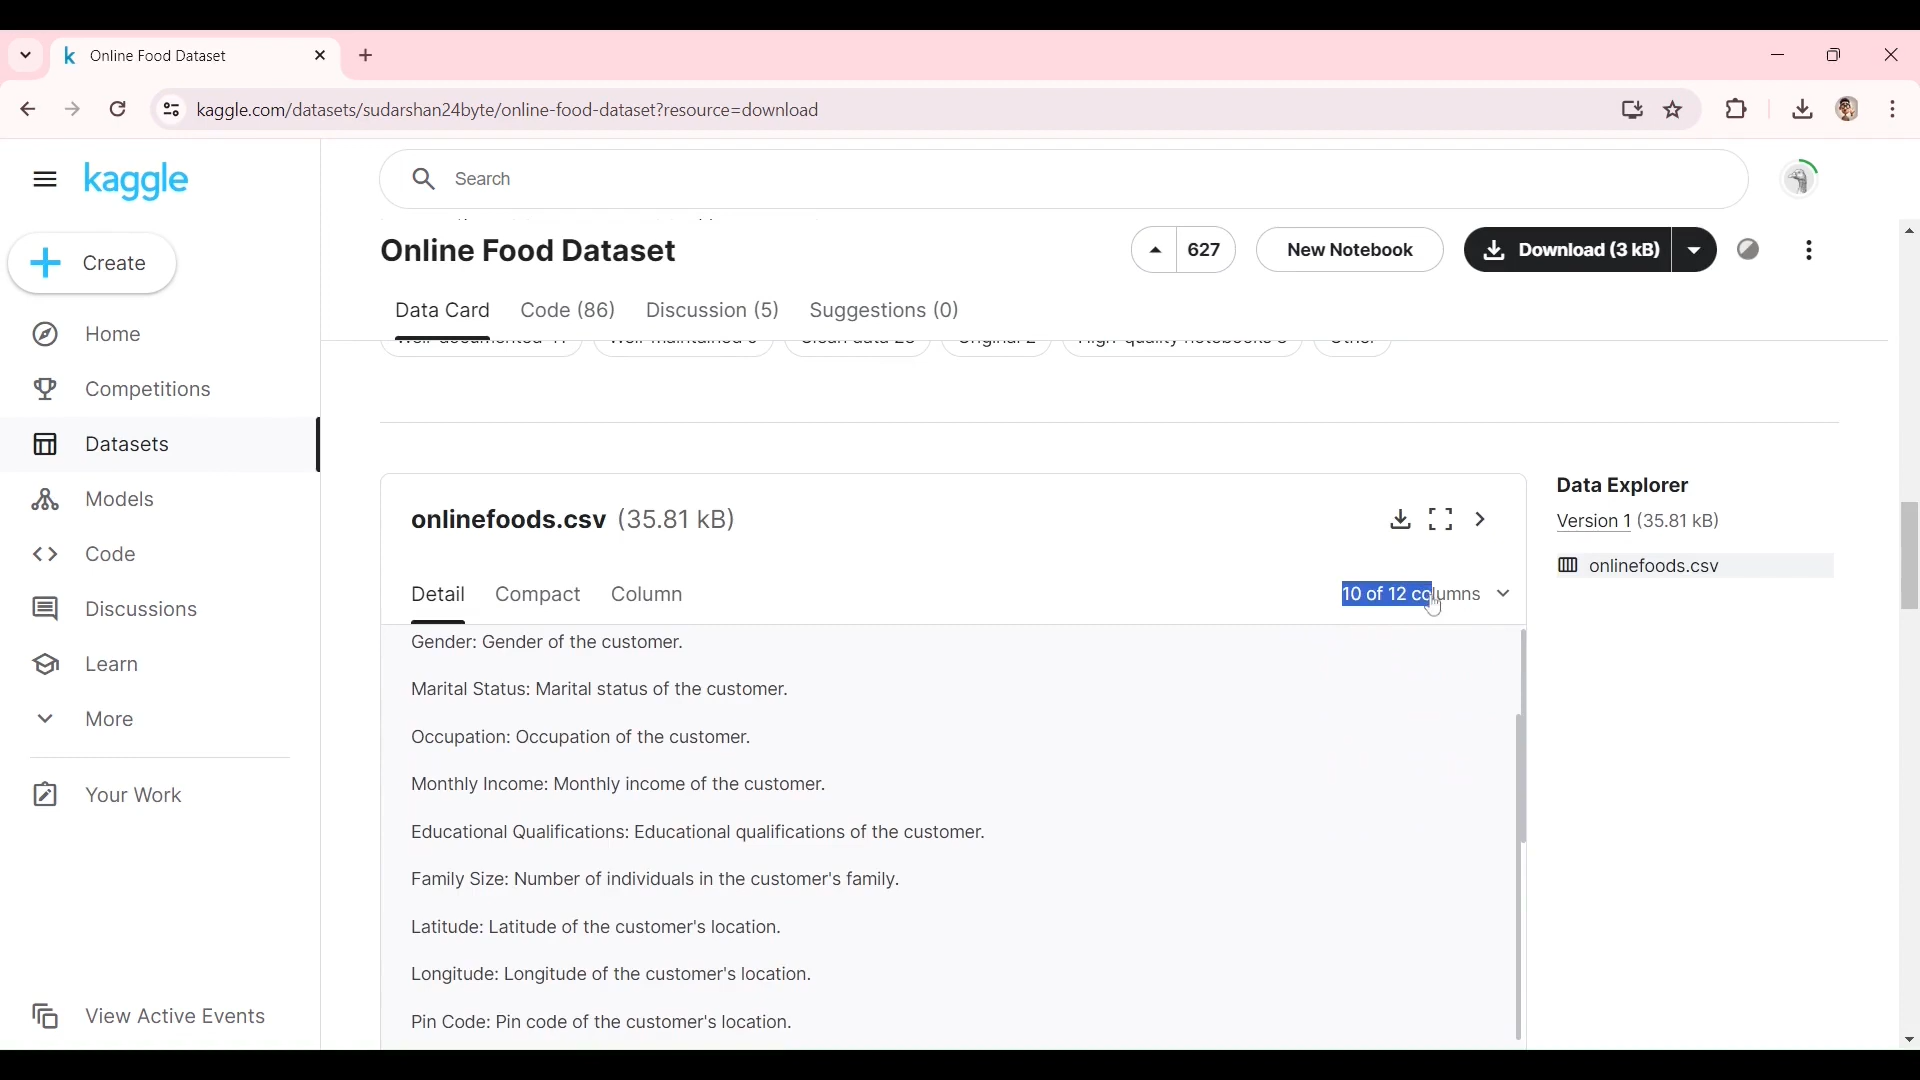 Online Food Dataset
kaggle.com/datasets/sudarshan24byte/online-food-dataset?resource=download
kaggle
Search
Create
Home
Competitions
Datasets
Models
Code
Discussions
Learn
More
Your Work
View Active Events
Online Food Dataset
627
New Notebook
Download (3 kB)
Data Card
Code (86)
Discussion (5)
Suggestions (0)
onlinefoods.csv (35.81 kB)
Detail
Compact
Column
10 of 12 columns
Gender: Gender of the customer.
Marital Status: Marital status of the customer.
Occupation: Occupation of the customer.
Monthly Income: Monthly income of the customer.
Educational Qualifications: Educational qualifications of the customer.
Family Size: Number of individuals in the customer's family.
Latitude: Latitude of the customer's location.
Longitude: Longitude of the customer's location.
Pin Code: Pin code of the customer's location.
Data Explorer
Version 1 (35.81 kB)
onlinefoods.csv